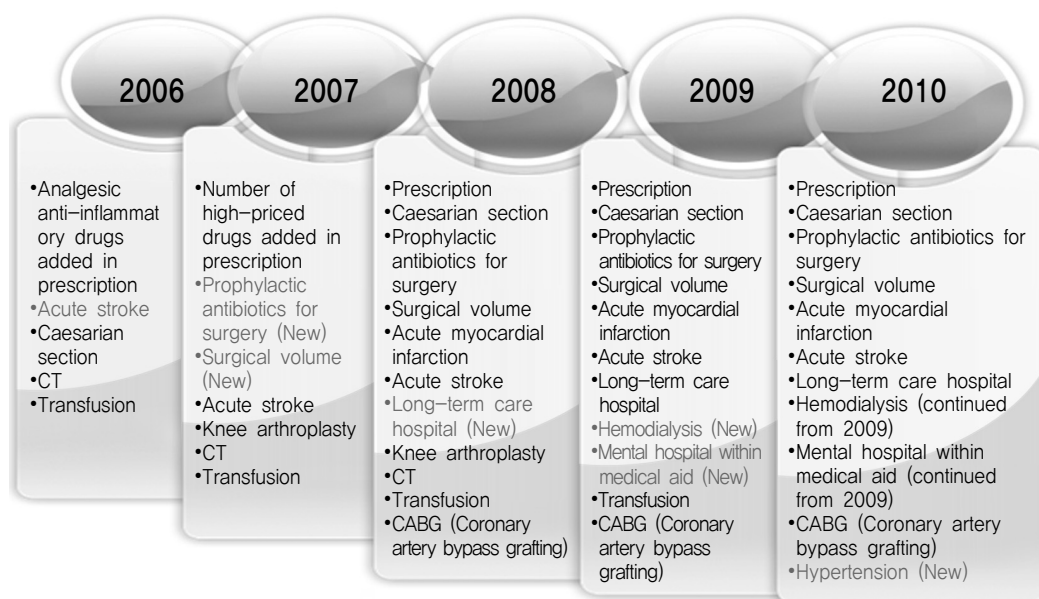 2006
•Analgesic
anti-inflammat
ory drugs
added in
prescription
•Acute stroke
•Caesarian
section
•CT
•Transfusion
2007
•Number of
high-priced
drugs added in
prescription
•Prophylactic
antibiotics for
surgery (New)
•Surgical volume
(New)
•Acute stroke
•Knee arthroplasty
•CT
•Transfusion
2008
•Prescription
•Caesarian section
•Prophylactic
antibiotics for
surgery
•Surgical volume
•Acute myocardial
infarction
•Acute stroke
•Long-term care
hospital (New)
•Knee arthroplasty
•CT
•Transfusion
•CABG (Coronary
artery bypass grafting)
2009
•Prescription
•Caesarian section
•Prophylactic
antibiotics for surgery
•Surgical volume
•Acute myocardial
infarction
•Acute stroke
•Long-term care
hospital
•Hemodialysis (New)
•Mental hospital within
medical aid (New)
•Transfusion
•CABG (Coronary
artery bypass
grafting)
2010
•Prescription
•Caesarian section
•Prophylactic antibiotics for
surgery
•Surgical volume
•Acute myocardial
infarction
•Acute stroke
•Long-term care hospital
•Hemodialysis (continued
from 2009)
•Mental hospital within
medical aid (continued
from 2009)
•CABG (Coronary artery
bypass grafting)
•Hypertension (New)